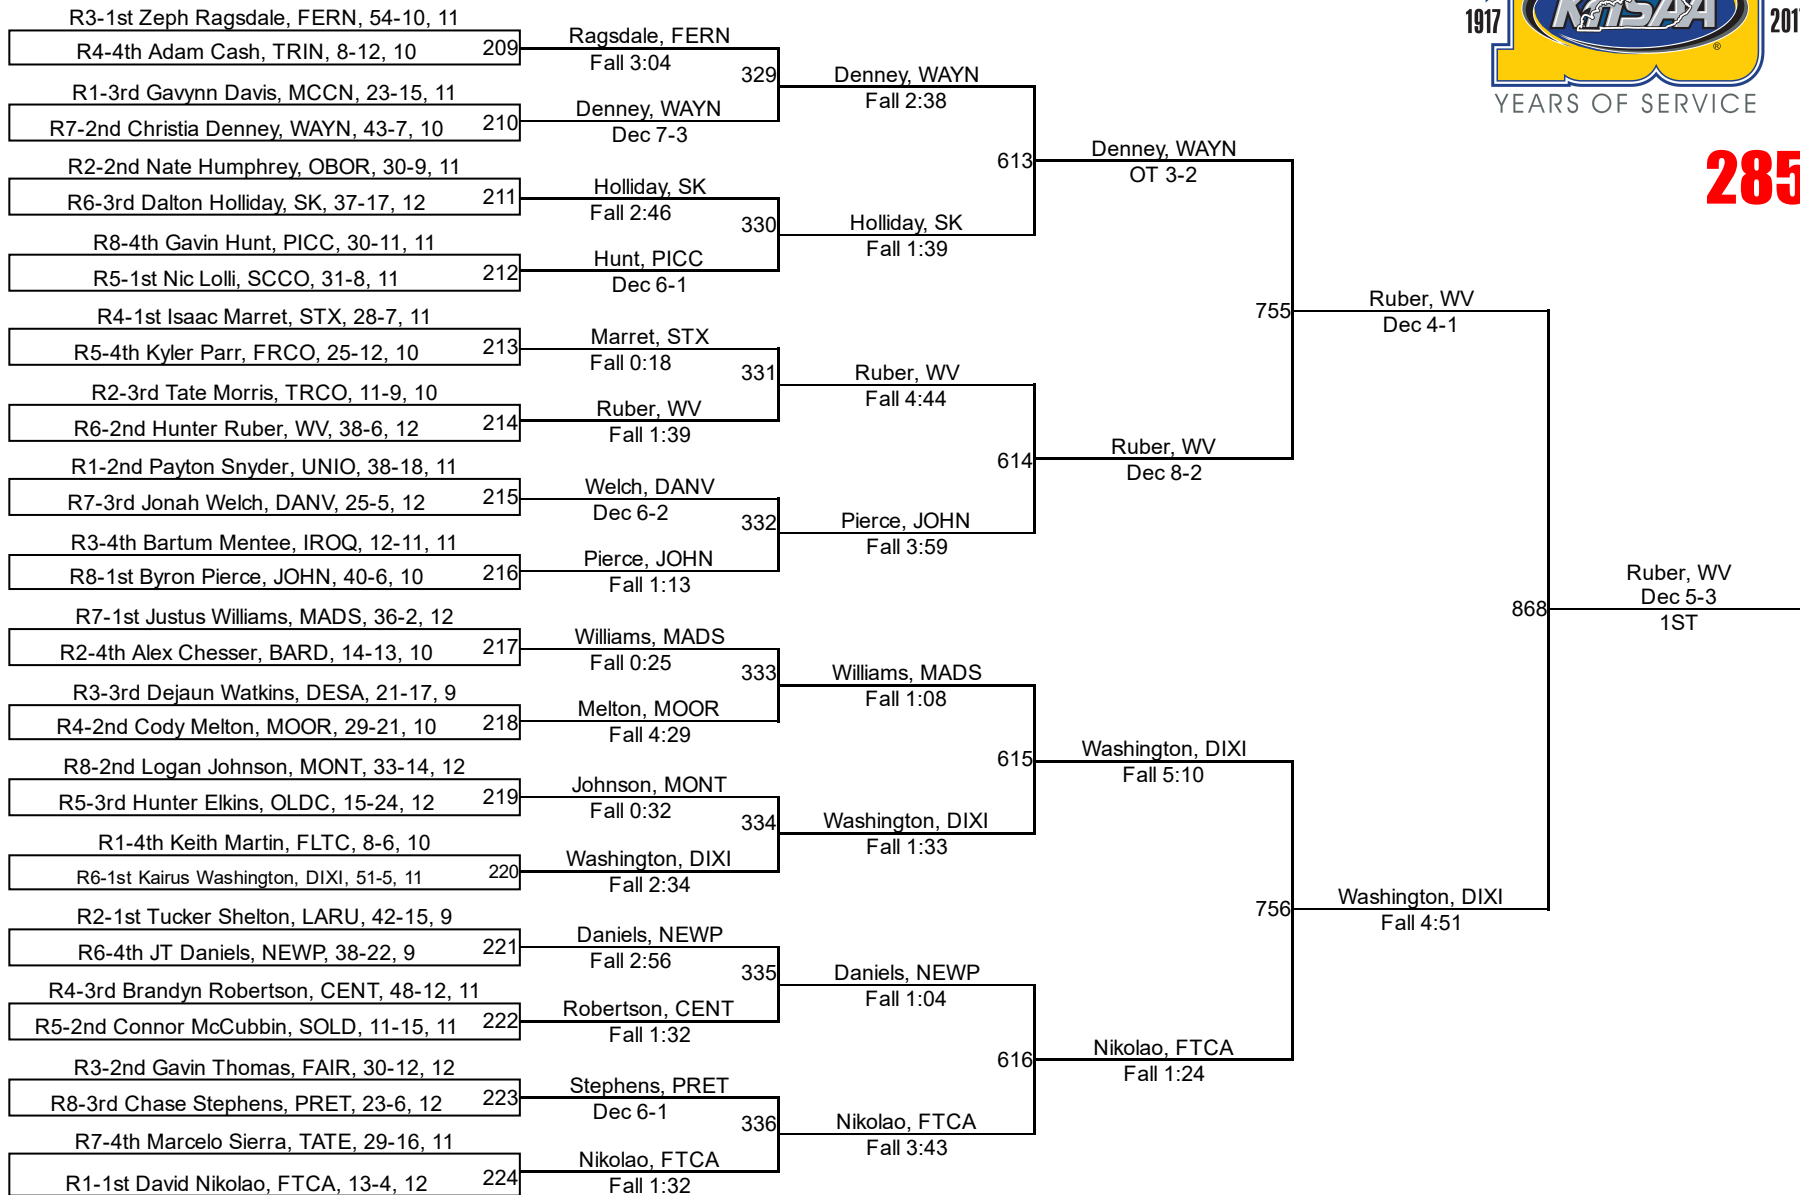 R3-1st Zeph Ragsdale, FERN, 54-10, 11
R4-4th Adam Cash, TRIN, 8-12, 10
209
R1-3rd Gavynn Davis, MCCN, 23-15, 11
R7-2nd Christia Denney, WAYN, 43-7, 10
210
R2-2nd Nate Humphrey, OBOR, 30-9, 11
R6-3rd Dalton Holliday, SK, 37-17, 12
211
R8-4th Gavin Hunt, PICC, 30-11, 11
R5-1st Nic Lolli, SCCO, 31-8, 11
212
R4-1st Isaac Marret, STX, 28-7, 11
R5-4th Kyler Parr, FRCO, 25-12, 10
213
R2-3rd Tate Morris, TRCO, 11-9, 10
R6-2nd Hunter Ruber, WV, 38-6, 12
214
R1-2nd Payton Snyder, UNIO, 38-18, 11
R7-3rd Jonah Welch, DANV, 25-5, 12
215
R3-4th Bartum Mentee, IROQ, 12-11, 11
R8-1st Byron Pierce, JOHN, 40-6, 10
216
R7-1st Justus Williams, MADS, 36-2, 12
R2-4th Alex Chesser, BARD, 14-13, 10
217
R3-3rd Dejaun Watkins, DESA, 21-17, 9
R4-2nd Cody Melton, MOOR, 29-21, 10
218
R8-2nd Logan Johnson, MONT, 33-14, 12
R5-3rd Hunter Elkins, OLDC, 15-24, 12
219
R1-4th Keith Martin, FLTC, 8-6, 10
R6-1st Kairus Washington, DIXI, 51-5, 11
220
R2-1st Tucker Shelton, LARU, 42-15, 9
R6-4th JT Daniels, NEWP, 38-22, 9
221
R4-3rd Brandyn Robertson, CENT, 48-12, 11
R5-2nd Connor McCubbin, SOLD, 11-15, 11
222
R3-2nd Gavin Thomas, FAIR, 30-12, 12
R8-3rd Chase Stephens, PRET, 23-6, 12
223
R7-4th Marcelo Sierra, TATE, 29-16, 11
R1-1st David Nikolao, FTCA, 13-4, 12
224
Ragsdale, FERN
Fall 3:04
329
Denney, WAYN
Dec 7-3
Holliday, SK
Fall 2:46
330
Hunt, PICC
Dec 6-1
Marret, STX
Fall 0:18
331
Ruber, WV
Fall 1:39
Welch, DANV
Dec 6-2
332
Pierce, JOHN
Fall 1:13
Williams, MADS
Fall 0:25
333
Melton, MOOR
Fall 4:29
Johnson, MONT
Fall 0:32
334
Washington, DIXI
Fall 2:34
Daniels, NEWP
Fall 2:56
335
Robertson, CENT
Fall 1:32
Stephens, PRET
Dec 6-1
336
Nikolao, FTCA
Fall 1:32
Denney, WAYN
Fall 2:38
613
Holliday, SK
Fall 1:39
Ruber, WV
Fall 4:44
614
Pierce, JOHN
Fall 3:59
Williams, MADS
Fall 1:08
615
Washington, DIXI
Fall 1:33
Daniels, NEWP
Fall 1:04
616
Nikolao, FTCA
Fall 3:43
Denney, WAYN
OT 3-2
755
Ruber, WV
Dec 8-2
Washington, DIXI
Fall 5:10
756
Nikolao, FTCA
Fall 1:24
Ruber, WV
Dec 4-1
868
Washington, DIXI
Fall 4:51
Ruber, WV
Dec 5-3
1ST
1917
KHSAA
®
201
YEARS OF SERVICE
285